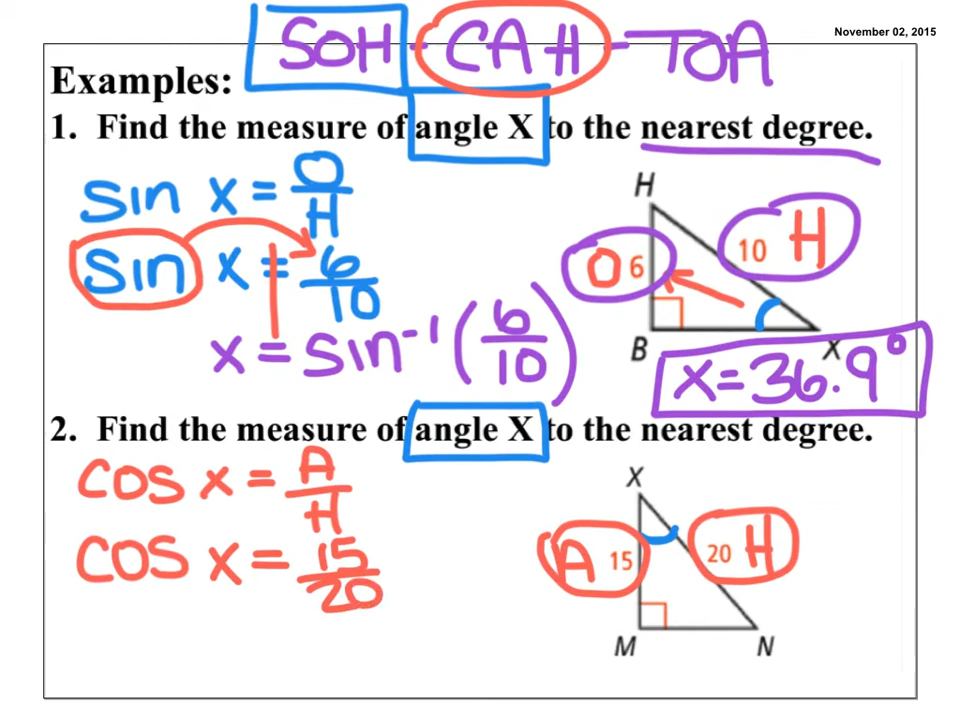 November 02, 2015
SOH - CAH - TOA
Examples:
1. Find the measure of angle X to the nearest degree.
sin x = O/H
sin x = 6/10
x = sin⁻¹ (6/10)
H
O 6
10 H
B
X
x = 36.9°
2. Find the measure of angle X to the nearest degree.
cos x = A/H
cos x = 15/20
X
A 15
20 H
M
N